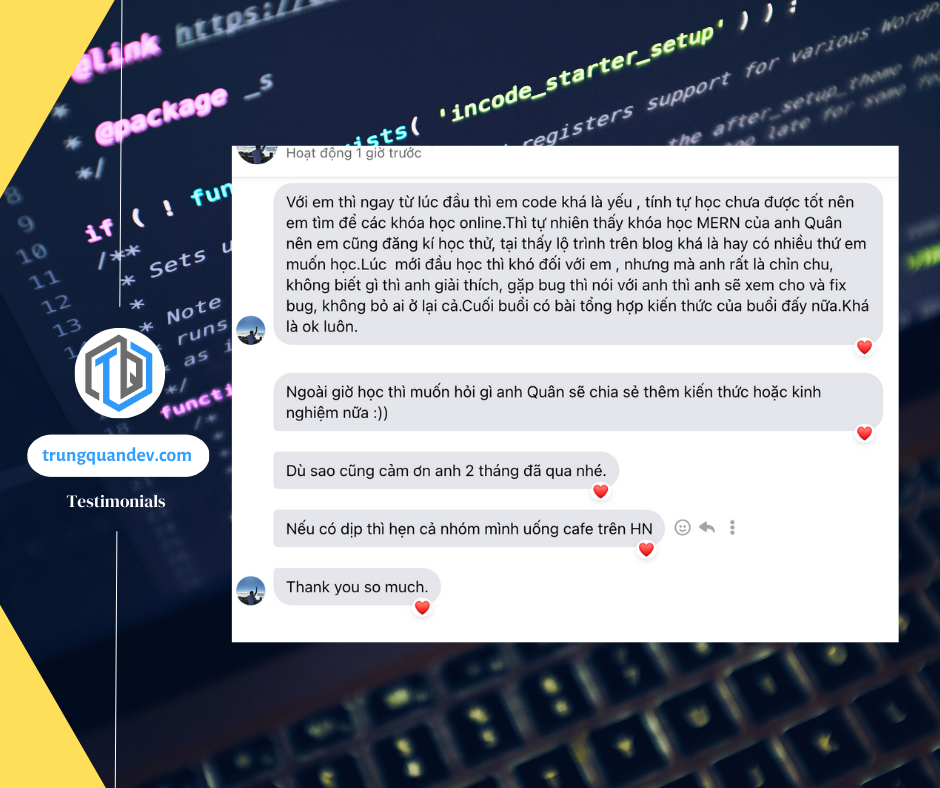 @link https://
* @package _s
*/
'incode_starter_setup' ) ) :
if ( ! fun
ists(
registers support for various WordP
the after_setup_theme hoo
too late for some fe
8
9
10
11
12
13
18
/**
* Sets u
* Note
* runs
* as i
*/
functi
/*
TQ
trungquandev.com
Testimonials
Hoạt động 1 giờ trước
Với em thì ngay từ lúc đầu thì em code khá là yếu , tính tự học chưa được tốt nên
em tìm để các khóa học online.Thì tự nhiên thấy khóa học MERN của anh Quân
nên em cũng đăng kí học thử, tại thấy lộ trình trên blog khá là hay có nhiều thứ em
muốn học.Lúc mới đầu học thì khó đối với em , nhưng mà anh rất là chỉn chu,
không biết gì thì anh giải thích, gặp bug thì nói với anh thì anh sẽ xem cho và fix
bug, không bỏ ai ở lại cả.Cuối buổi có bài tổng hợp kiến thức của buổi đấy nữa.Khá
là ok luôn.
Ngoài giờ học thì muốn hỏi gì anh Quân sẽ chia sẻ thêm kiến thức hoặc kinh
nghiệm nữa :))
Dù sao cũng cảm ơn anh 2 tháng đã qua nhé.
Nếu có dịp thì hẹn cả nhóm mình uống cafe trên HN
Thank you so much.